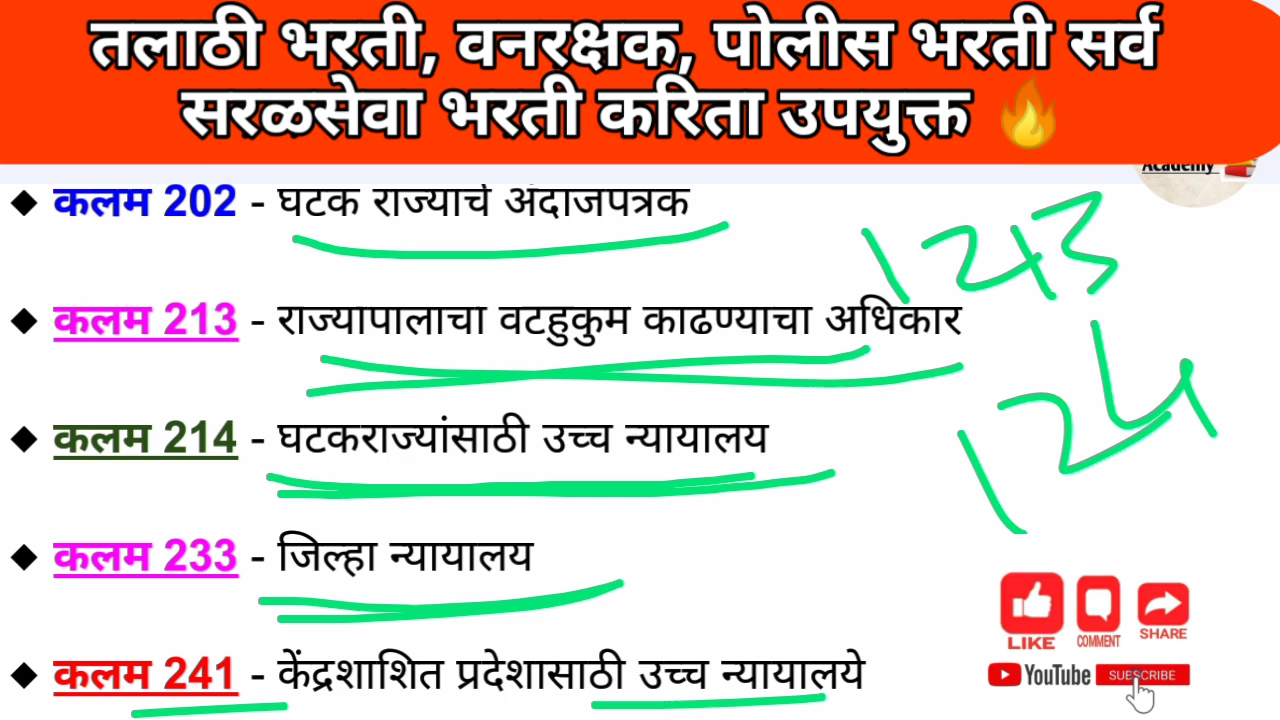 तलाठी भरती, वनरक्षक, पोलीस भरती सर्व
सरळसेवा भरती करिता उपयुक्त 🔥
Academy
◆ कलम 202 - घटक राज्याचे अंदाजपत्रक
◆ कलम 213 - राज्यापालाचा वटहुकुम काढण्याचा अधिकार
◆ कलम 214 - घटकराज्यांसाठी उच्च न्यायालय
◆ कलम 233 - जिल्हा न्यायालय
◆ कलम 241 - केंद्रशाशित प्रदेशासाठी उच्च न्यायालये
LIKE COMMENT SHARE
YouTube SUBSCRIBE